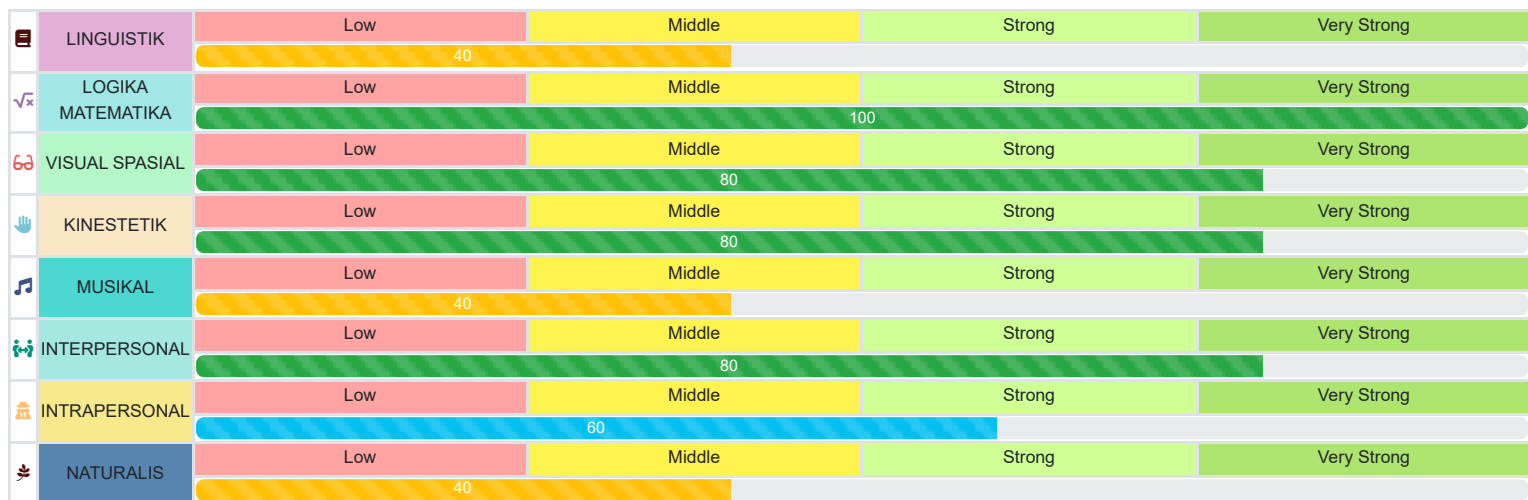 LINGUISTIK
Low Middle Strong Very Strong
40
LOGIKA
MATEMATIKA
Low Middle Strong Very Strong
100
VISUAL SPASIAL
Low Middle Strong Very Strong
80
KINESTETIK
Low Middle Strong Very Strong
80
MUSIKAL
Low Middle Strong Very Strong
40
INTERPERSONAL
Low Middle Strong Very Strong
80
INTRAPERSONAL
Low Middle Strong Very Strong
60
NATURALIS
Low Middle Strong Very Strong
40